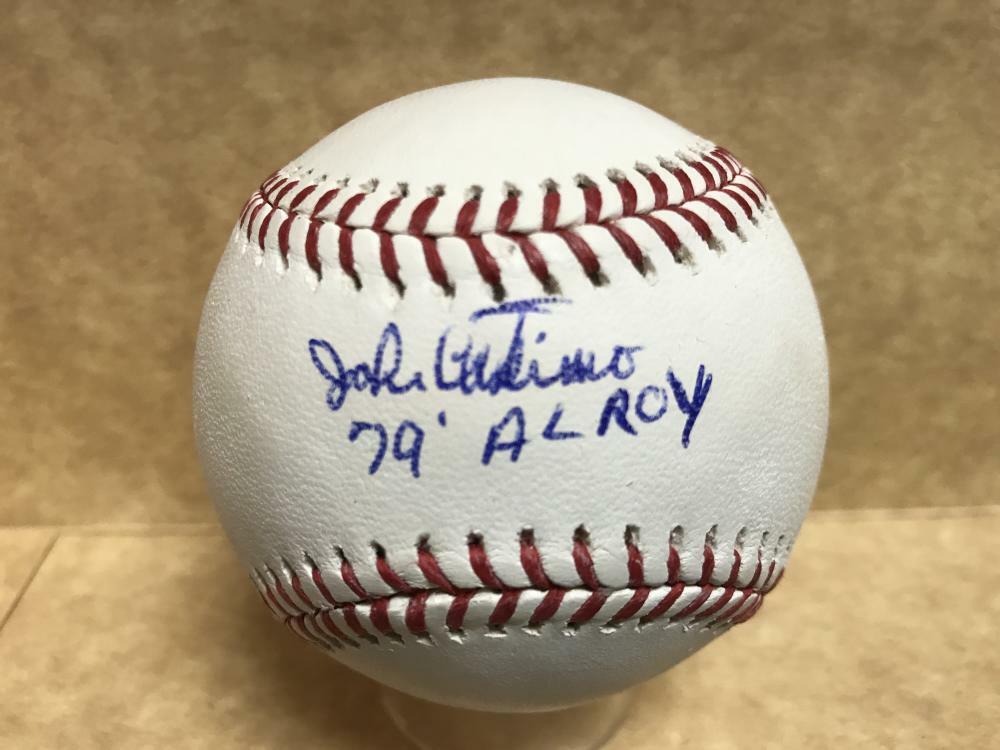 John Castino
79' AL ROY